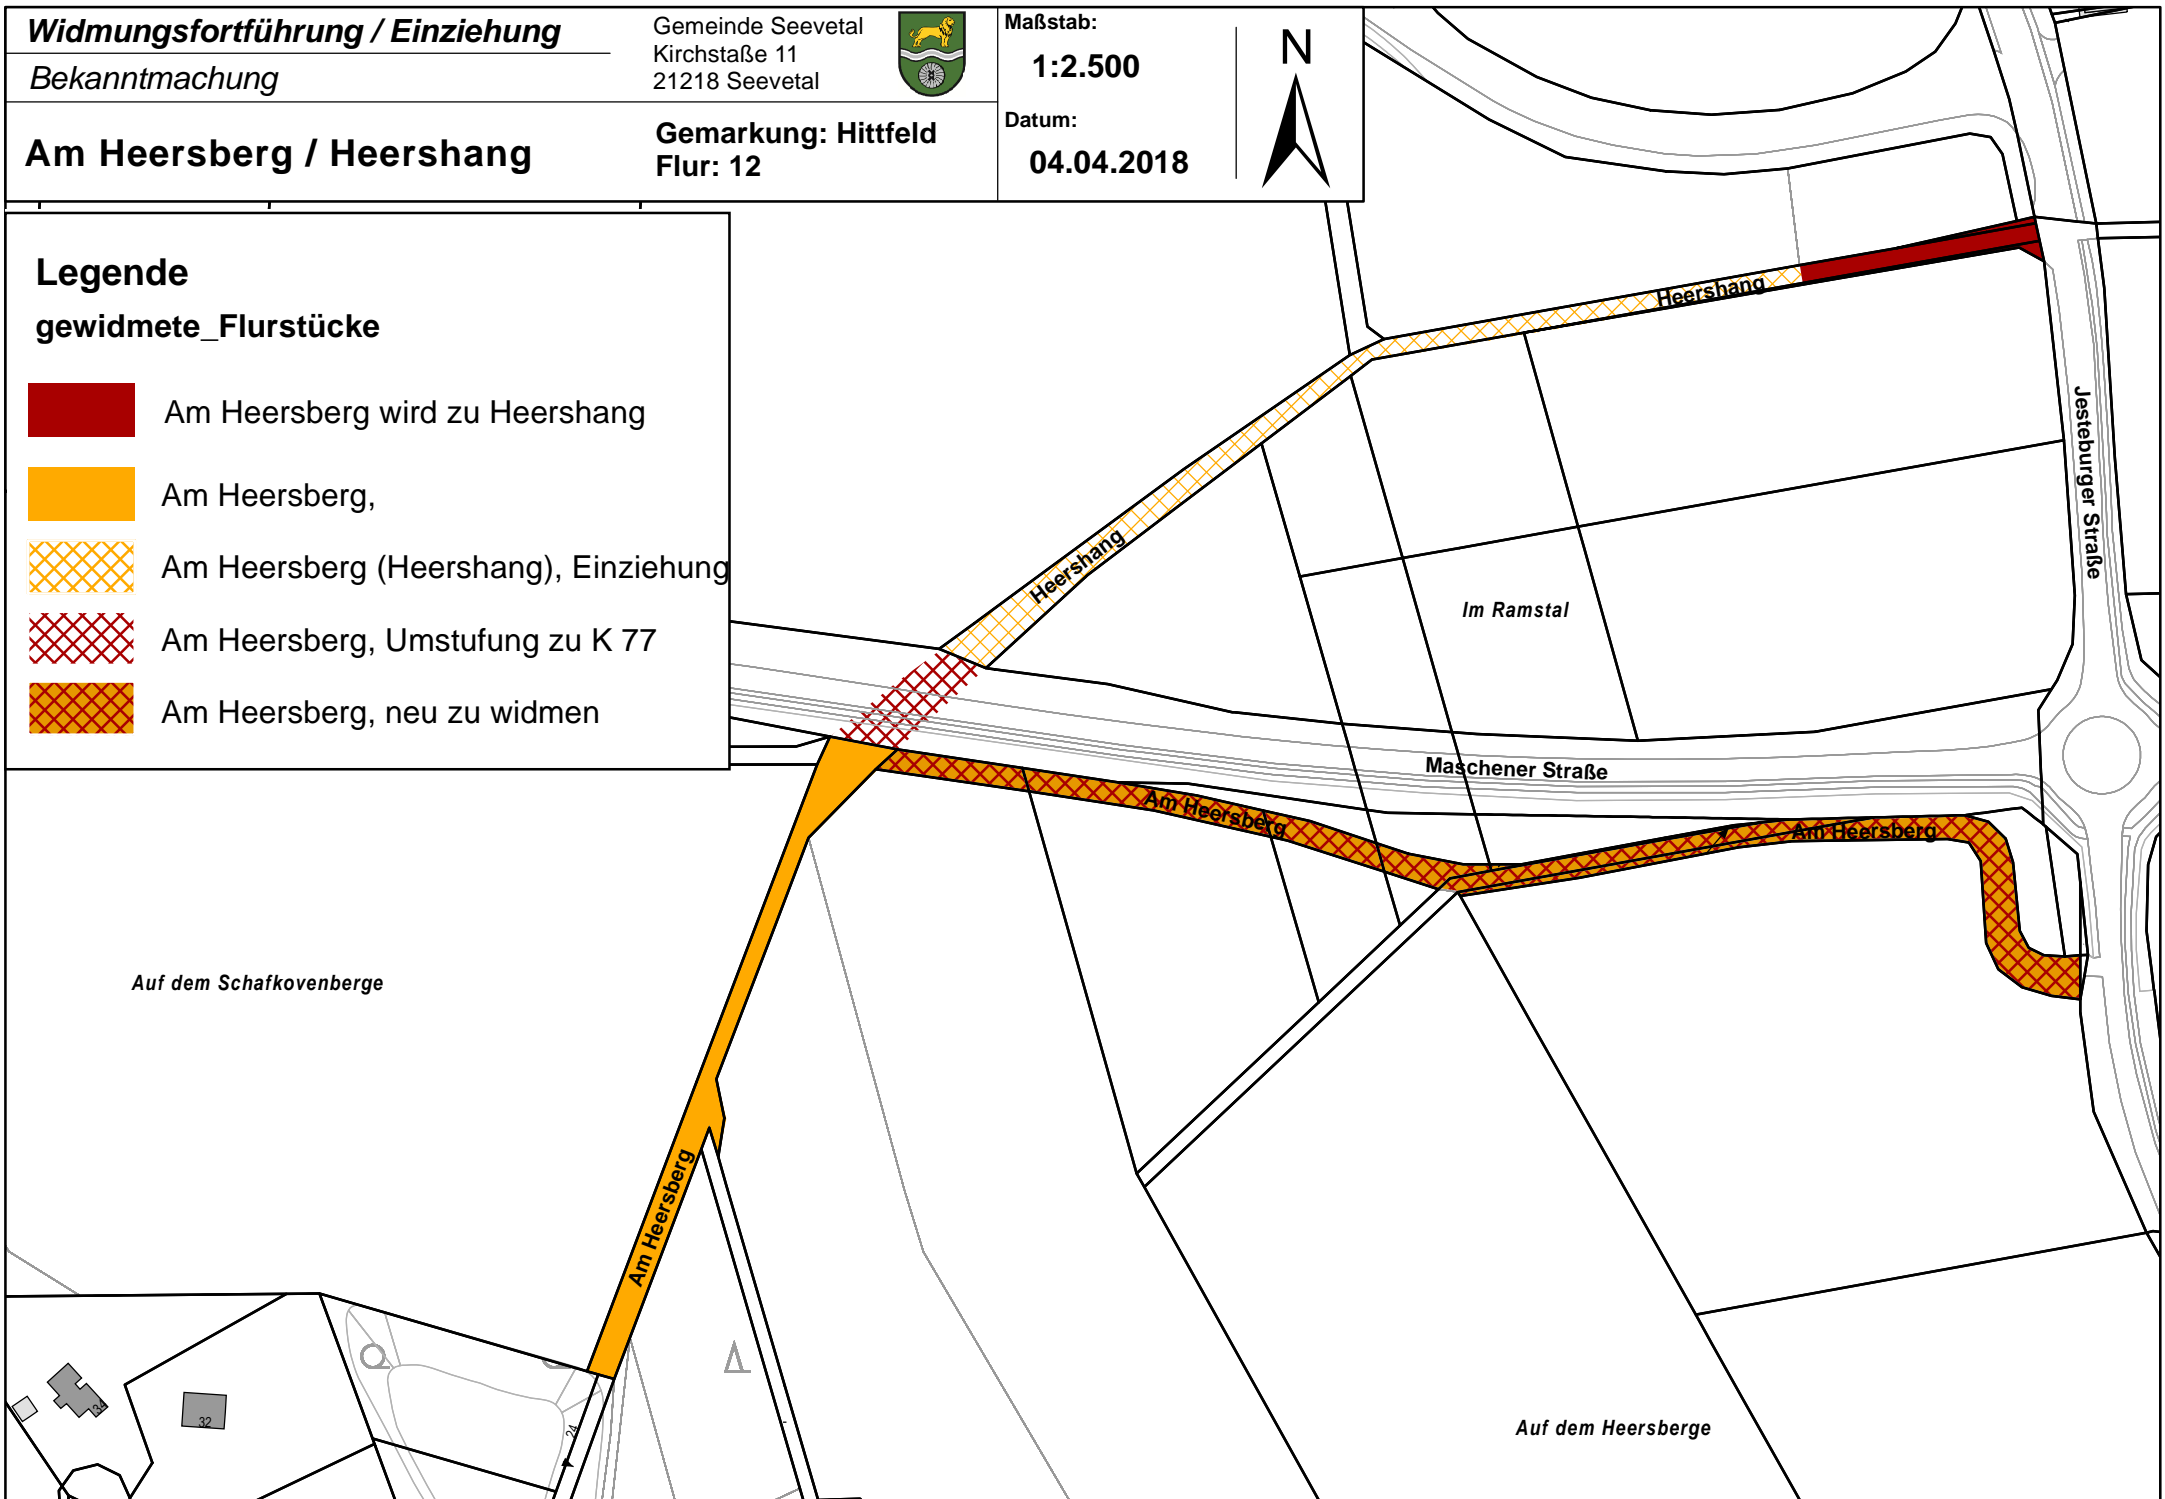 Widmungsfortführung / Einziehung
Bekanntmachung
Gemeinde Seevetal
Kirchstaße 11
21218 Seevetal
Maßstab:
1:2.500
N
Am Heersberg / Heershang
Gemarkung: Hittfeld
Flur: 12
Datum:
04.04.2018
Legende
gewidmete_Flurstücke
Am Heersberg wird zu Heershang
Am Heersberg,
Am Heersberg (Heershang), Einziehung
Am Heersberg, Umstufung zu K 77
Am Heersberg, neu zu widmen
Heershang
Jesteburger Straße
Heershang
Im Ramstal
Maschener Straße
Am Heersberg
Am Heersberg
Auf dem Schafkovenberge
Am Heersberg
Auf dem Heersberge
34
32
24